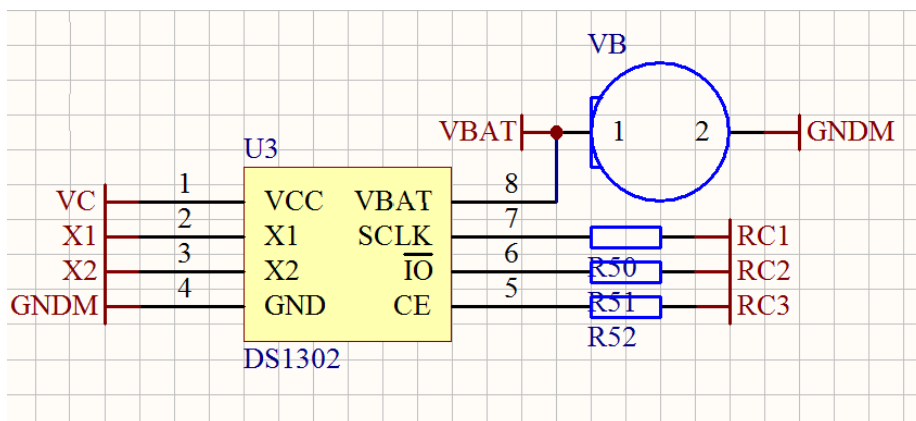 VB
VBAT 1 2 GNDM
U3
VC 1 VCC VBAT 8
X1 2 X1 SCLK 7 RC1
X2 3 X2 IO 6 R50 RC2
GNDM 4 GND CE 5 R51 RC3
DS1302 R52